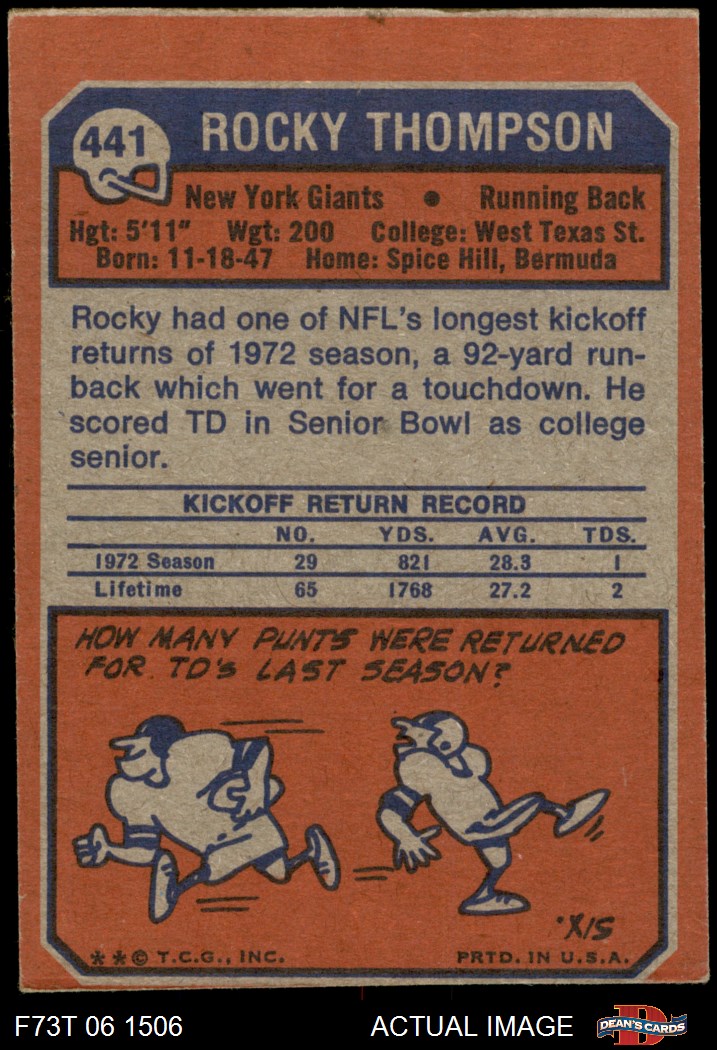 441
ROCKY THOMPSON
New York Giants • Running Back
Hgt: 5'11" Wgt: 200 College: West Texas St.
Born: 11-18-47 Home: Spice Hill, Bermuda
Rocky had one of NFL's longest kickoff
returns of 1972 season, a 92-yard run-
back which went for a touchdown. He
scored TD in Senior Bowl as college
senior.
KICKOFF RETURN RECORD
NO. YDS. AVG. TDS.
1972 Season 29 821 28.3 1
Lifetime 65 1768 27.2 2
HOW MANY PUNTS WERE RETURNED
FOR TD'S LAST SEASON?
SIX.
**© T.C.G., INC. PRTD. IN U.S.A.
F73T 06 1506 ACTUAL IMAGE D DEAN'S CARDS